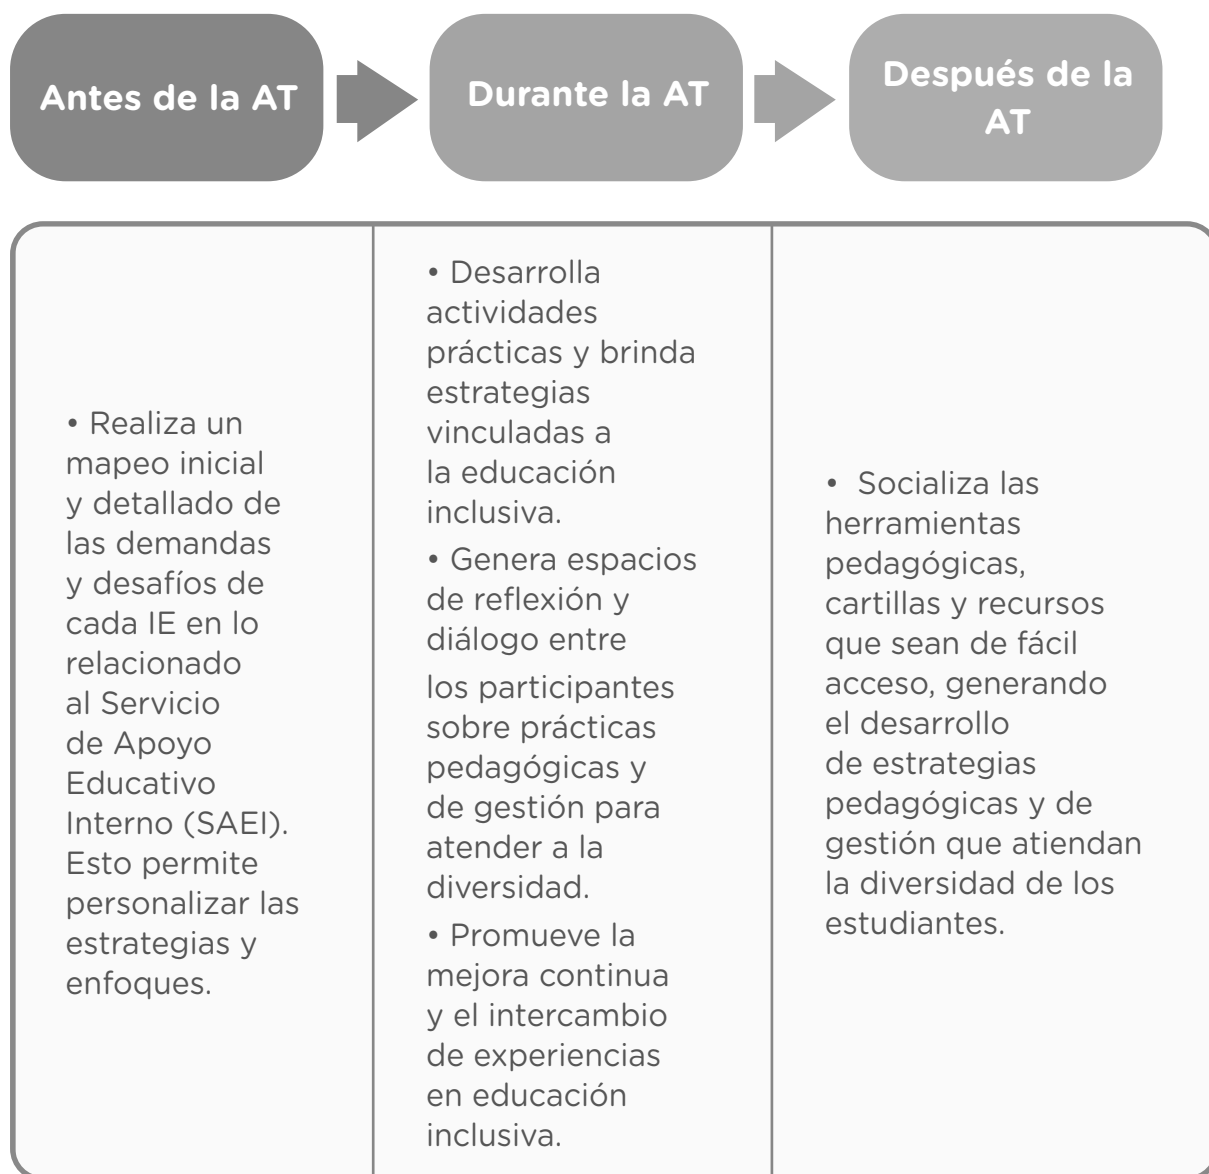 Antes de la AT
Durante la AT
Después de la
AT
• Realiza un
mapeo inicial
y detallado de
las demandas
y desafíos de
cada IE en lo
relacionado
al Servicio
de Apoyo
Educativo
Interno (SAEI).
Esto permite
personalizar las
estrategias y
enfoques.
• Desarrolla
actividades
prácticas y brinda
estrategias
vinculadas a
la educación
inclusiva.
• Genera espacios
de reflexión y
diálogo entre
los participantes
sobre prácticas
pedagógicas y
de gestión para
atender a la
diversidad.
• Promueve la
mejora continua
y el intercambio
de experiencias
en educación
inclusiva.
• Socializa las
herramientas
pedagógicas,
cartillas y recursos
que sean de fácil
acceso, generando
el desarrollo
de estrategias
pedagógicas y de
gestión que atiendan
la diversidad de los
estudiantes.